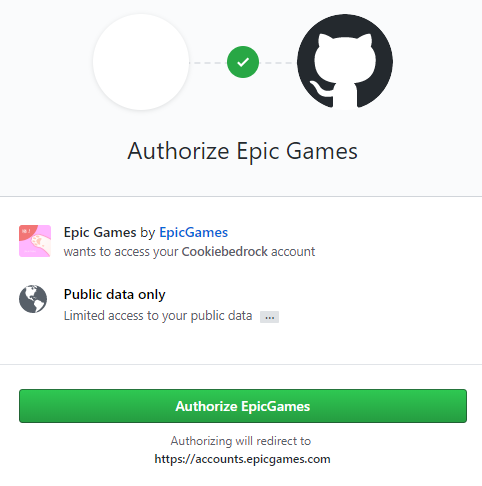 Authorize Epic Games
Epic Games by EpicGames
wants to access your Cookiebedrock account
Public data only
Limited access to your public data ...
Authorize EpicGames
Authorizing will redirect to
https://accounts.epicgames.com